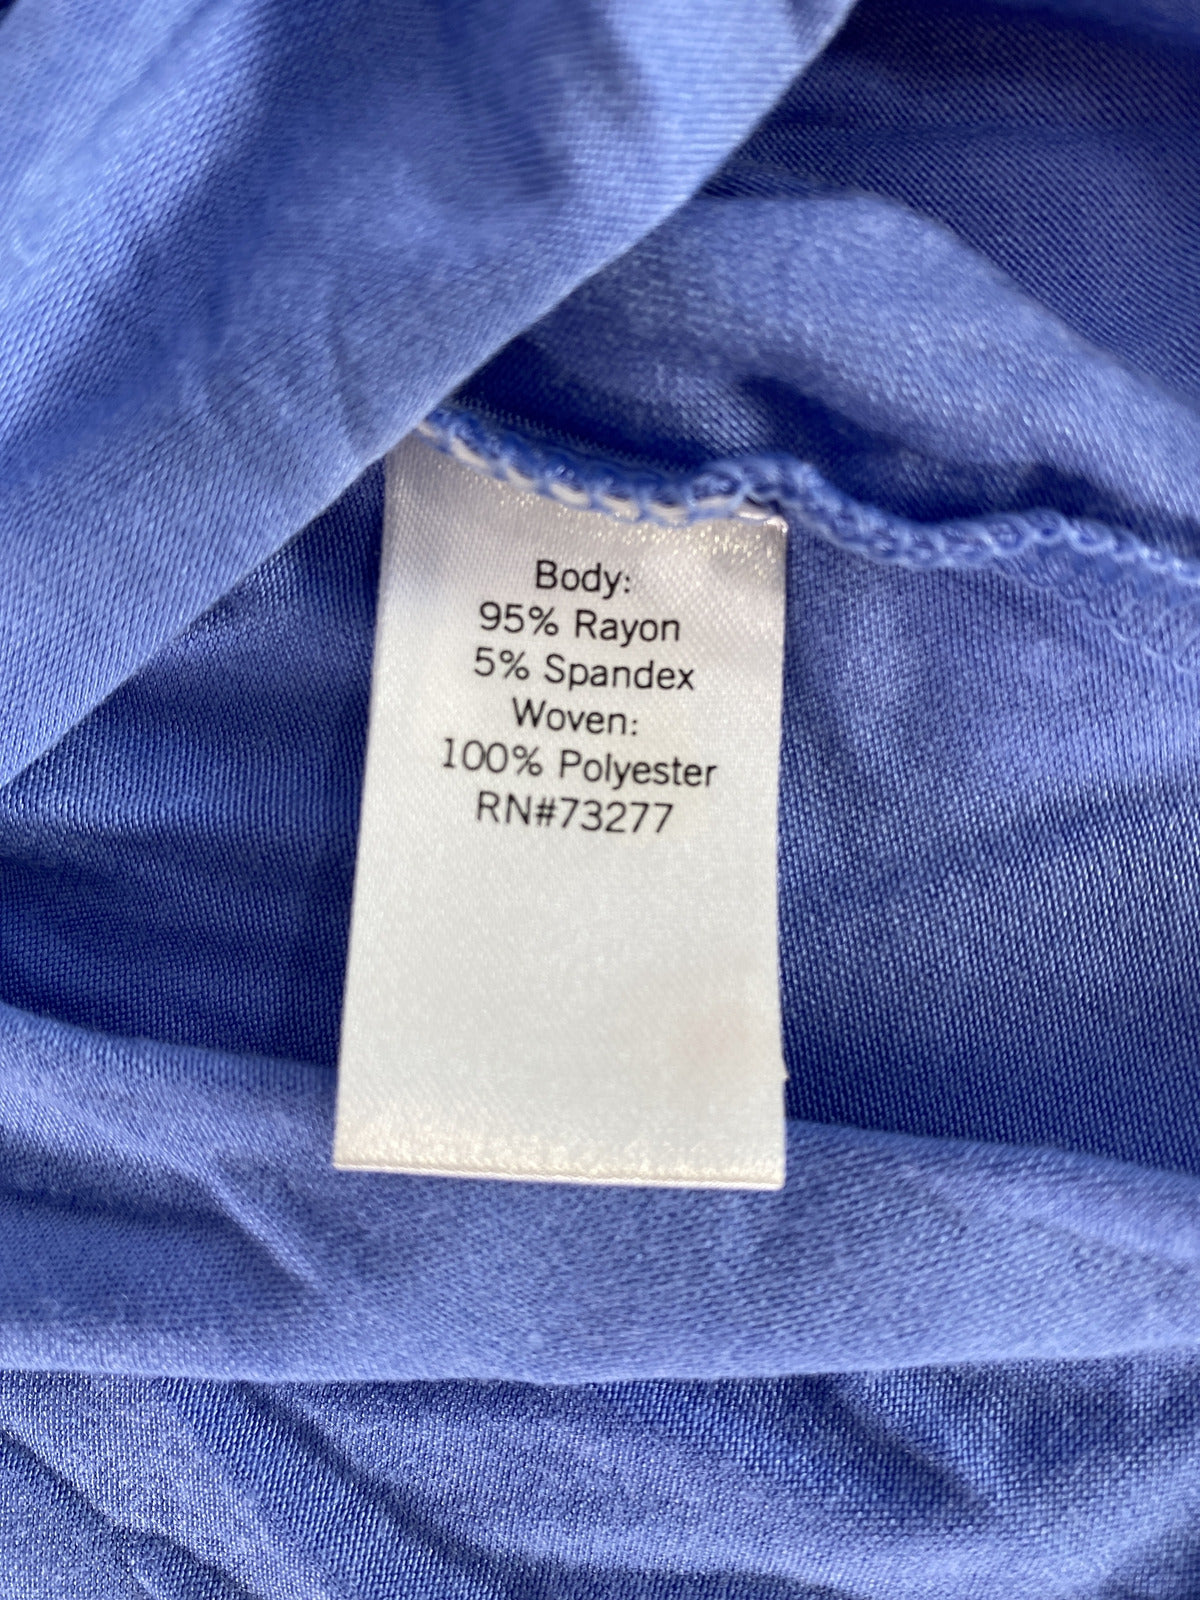 Body:
95% Rayon
5% Spandex
Woven:
100% Polyester
RN#73277